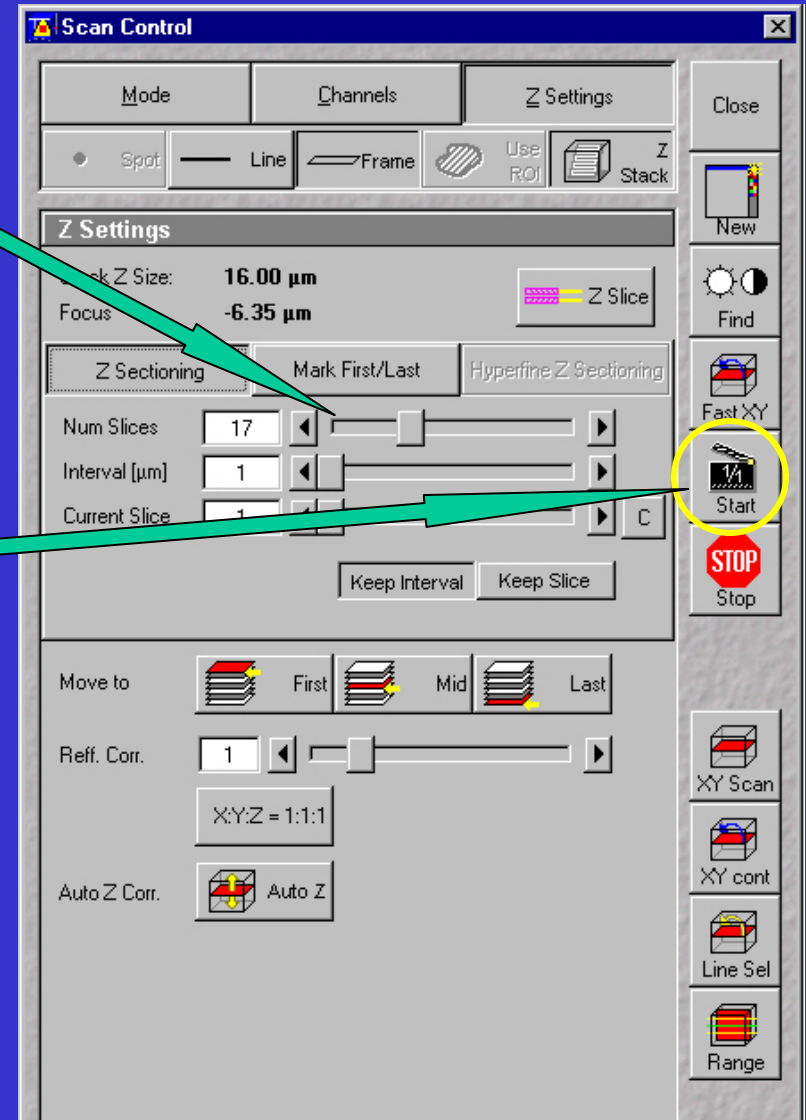 Scan Control
Mode Channels Z Settings Close
Spot Line Frame Use ROI Z Stack
New
Z Settings
Z Size: 16.00 µm
Z Slice
Focus -6.35 µm
Find
Z Sectioning Mark First/Last Hyperfine Z Sectioning
Fast XY
Num Slices 17
Interval [µm] 1
1/1
Start
Current Slice 1 C
STOP
Stop
Keep Interval Keep Slice
Move to First Mid Last
Reff. Corr. 1
XY Scan
X:Y:Z = 1:1:1
XY cont
Auto Z Corr. Auto Z
Line Sel
Range